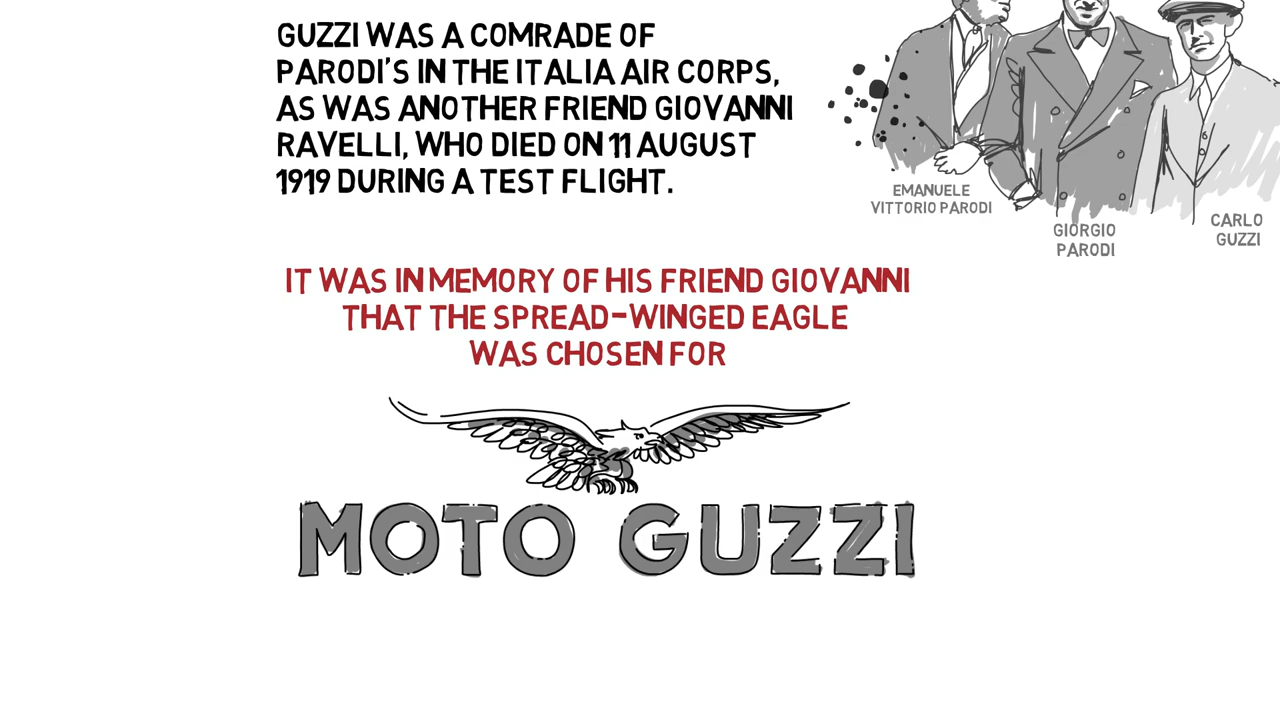 GUZZI WAS A COMRADE OF
PARODI'S IN THE ITALIA AIR CORPS,
AS WAS ANOTHER FRIEND GIOVANNI
RAVELLI, WHO DIED ON 11 AUGUST
1919 DURING A TEST FLIGHT.
EMANUELE
VITTORIO PARODI
GIORGIO
PARODI
CARLO
GUZZI
IT WAS IN MEMORY OF HIS FRIEND GIOVANNI
THAT THE SPREAD-WINGED EAGLE
WAS CHOSEN FOR
MOTO GUZZI